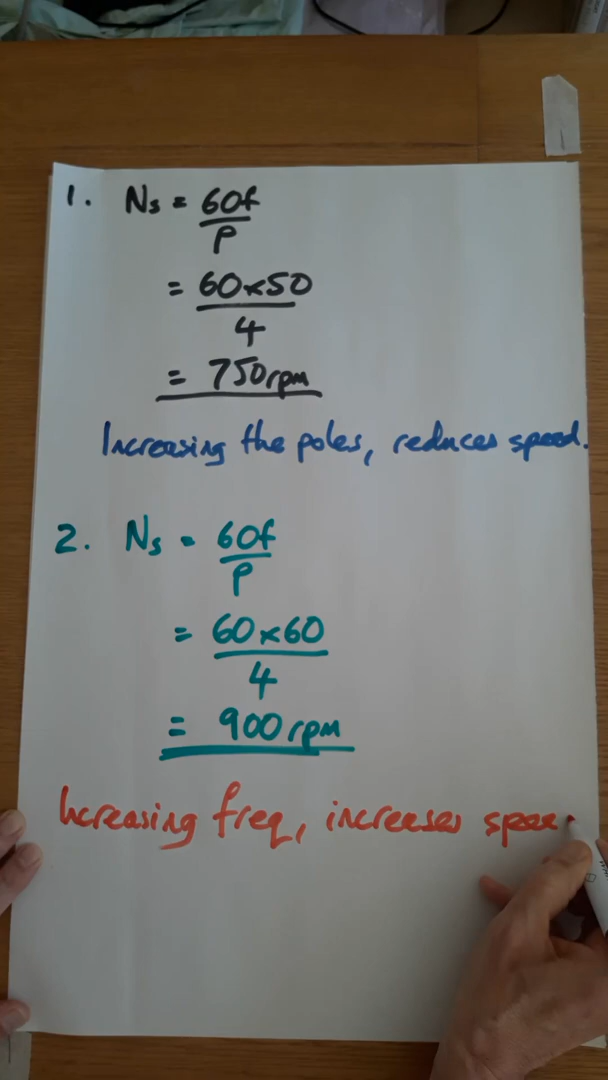 1. Ns = 60f
P
= 60×50
4
= 750rpm
Increasing the poles, reduces speed.
2. Ns = 60f
P
= 60×60
4
= 900rpm
Increasing freq, increases spee